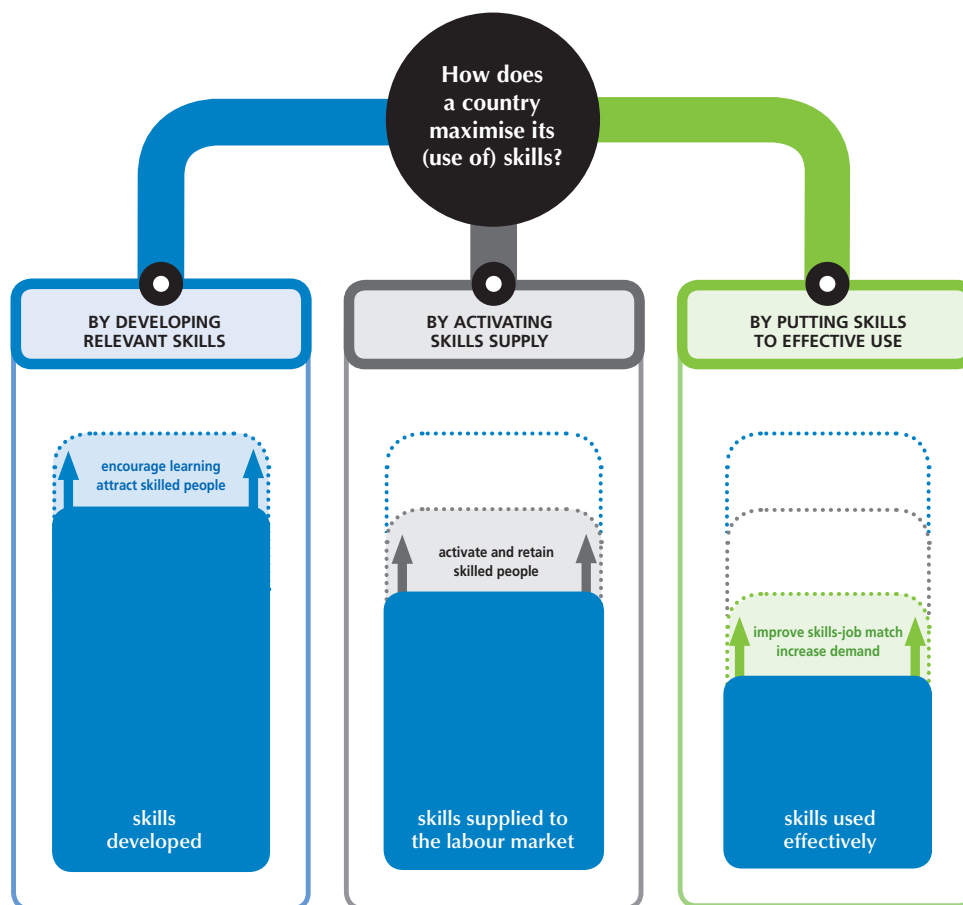 How does
a country
maximise its
(use of) skills?
BY DEVELOPING
RELEVANT SKILLS
encourage learning
attract skilled people
skills
developed
BY ACTIVATING
SKILLS SUPPLY
activate and retain
skilled people
skills supplied to
the labour market
BY PUTTING SKILLS
TO EFFECTIVE USE
improve skills-job match
increase demand
skills used
effectively